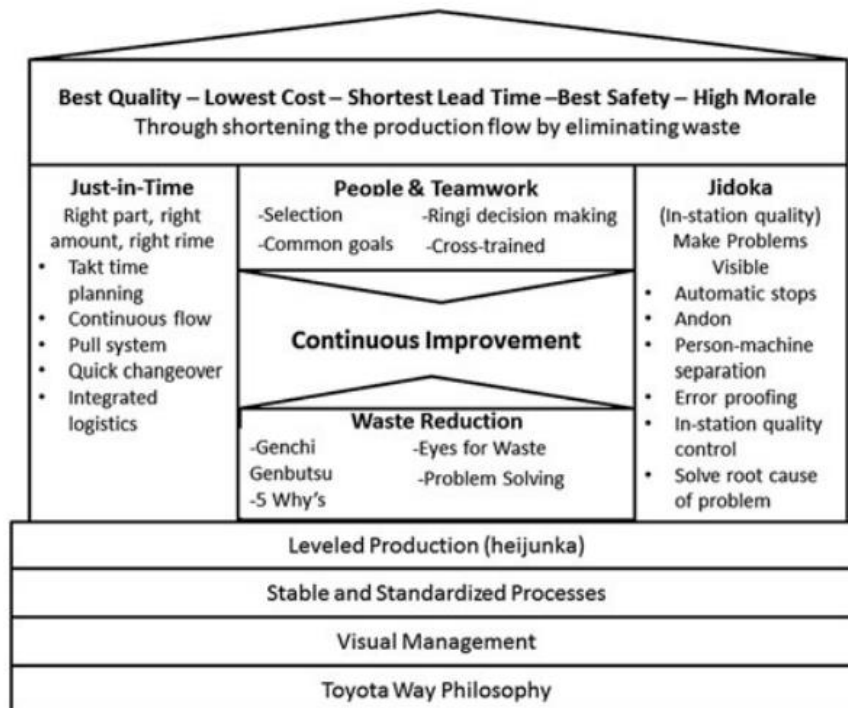 Best Quality – Lowest Cost – Shortest Lead Time –Best Safety – High Morale
Through shortening the production flow by eliminating waste
Just-in-Time
Right part, right
amount, right rime
• Takt time
planning
• Continuous flow
• Pull system
• Quick changeover
• Integrated
logistics
People & Teamwork
-Selection
-Common goals
-Ringi decision making
-Cross-trained
Continuous Improvement
Waste Reduction
-Genchi
Genbutsu
-5 Why's
-Eyes for Waste
-Problem Solving
Jidoka
(In-station quality)
Make Problems
Visible
• Automatic stops
• Andon
• Person-machine
separation
• Error proofing
• In-station quality
control
• Solve root cause
of problem
Leveled Production (heijunka)
Stable and Standardized Processes
Visual Management
Toyota Way Philosophy